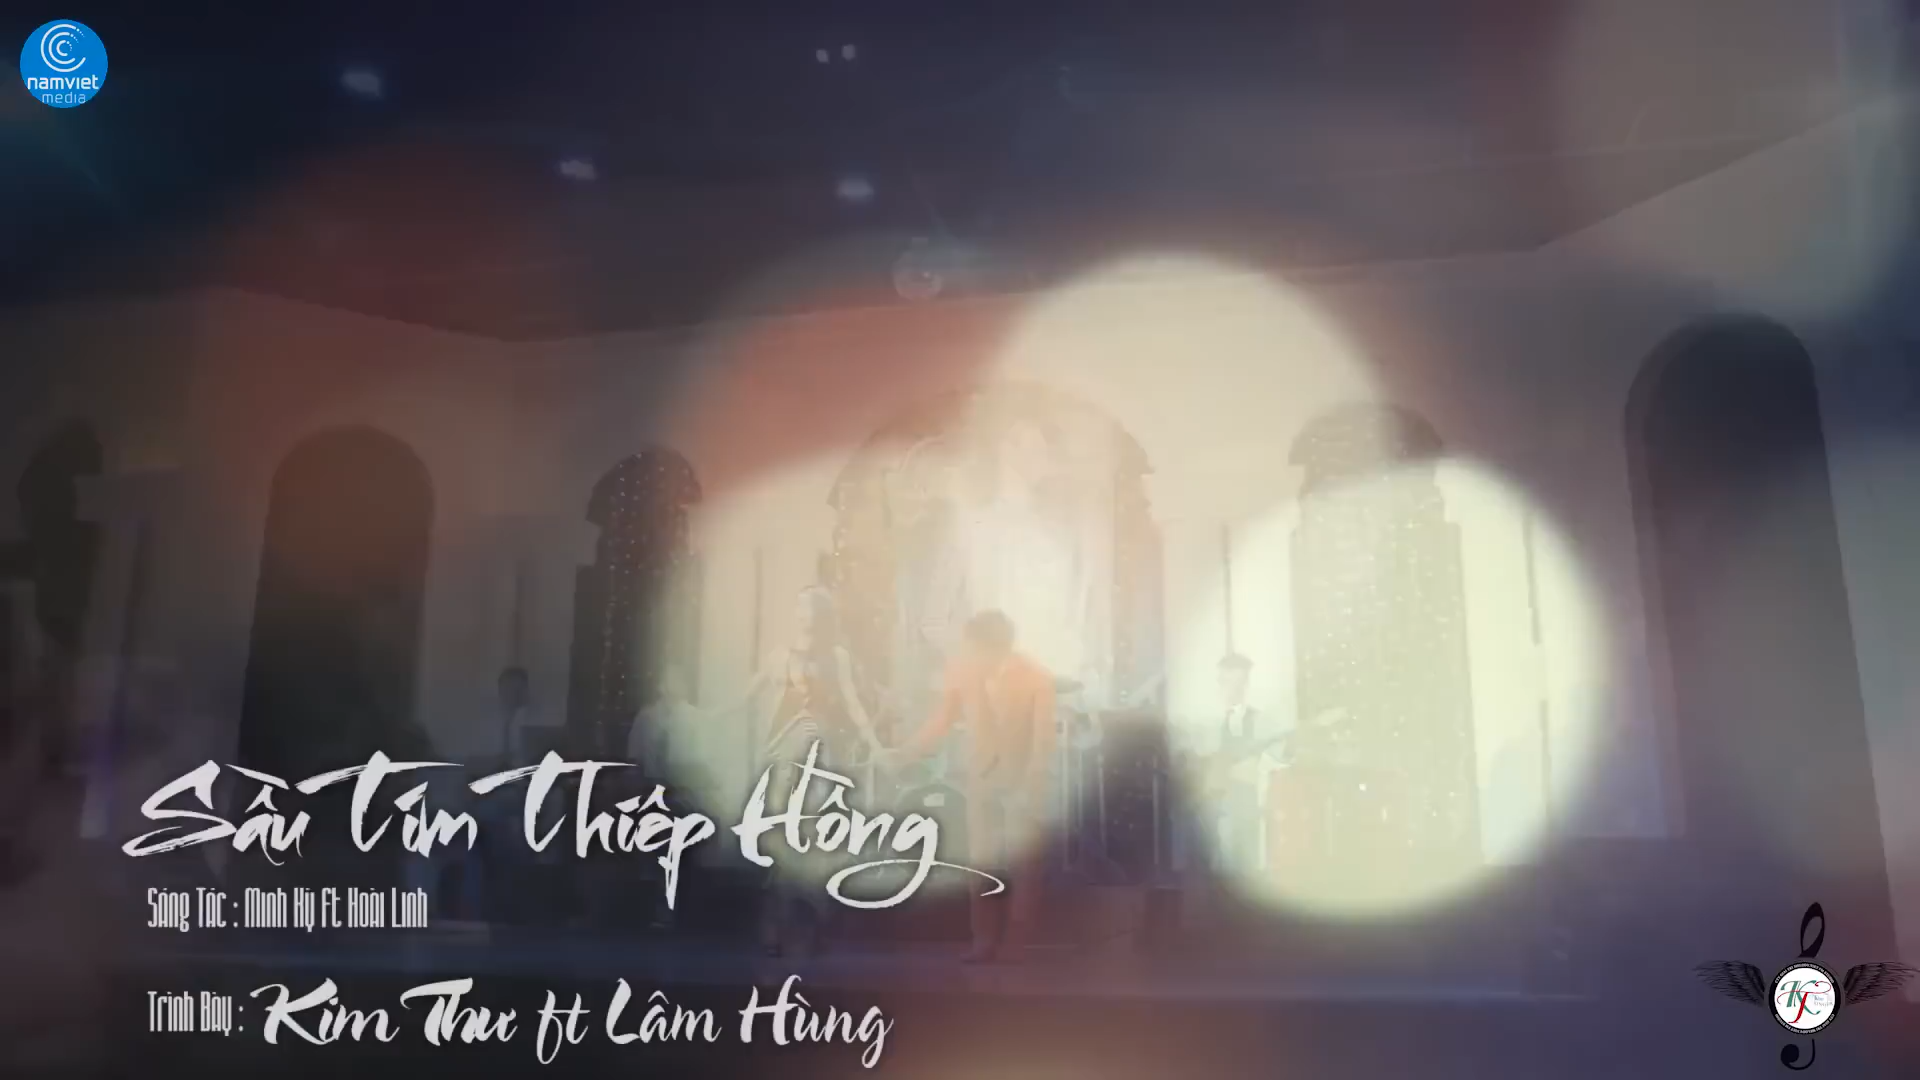 namviet
media
Sầu Tím Thiệp Hồng
Sáng Tác : Minh Kỳ ft Hoài Linh
Trình Bày : Kim Thư ft Lâm Hùng